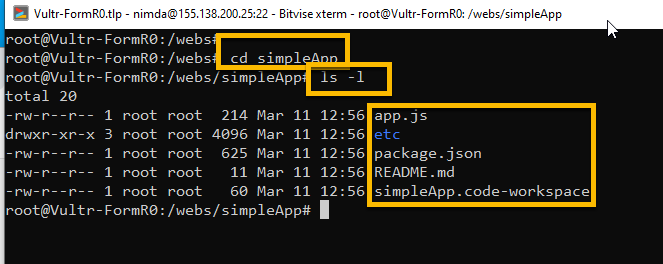 Vultr-FormR0.tlp - nimda@155.138.200.25:22 - Bitvise xterm - root@Vultr-FormR0: /webs/simpleApp
root@Vultr-FormR0:/webs#
root@Vultr-FormR0:/webs# cd simpleApp
root@Vultr-FormR0:/webs/simpleApp# ls -l
total 20
-rw-r--r-- 1 root root  214 Mar 11 12:56 app.js
drwxr-xr-x 3 root root 4096 Mar 11 12:56 etc
-rw-r--r-- 1 root root  625 Mar 11 12:56 package.json
-rw-r--r-- 1 root root   11 Mar 11 12:56 README.md
-rw-r--r-- 1 root root   60 Mar 11 12:56 simpleApp.code-workspace
root@Vultr-FormR0:/webs/simpleApp#